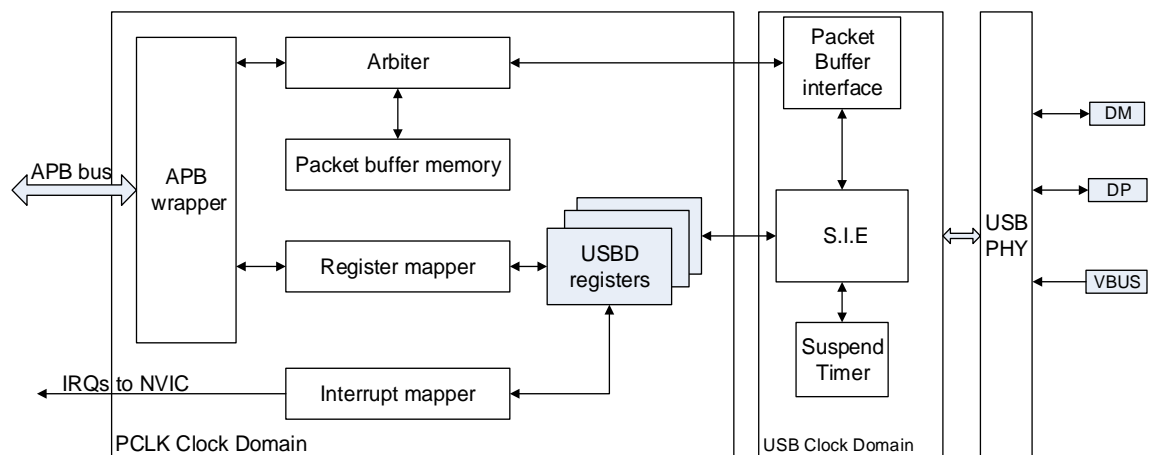 Packet
Buffer
interface
Arbiter
Packet buffer memory
APB bus
APB
wrapper
Register mapper
USBD
registers
S.I.E
Suspend
Timer
IRQs to NVIC
Interrupt mapper
PCLK Clock Domain
USB Clock Domain
USB
PHY
DM
DP
VBUS